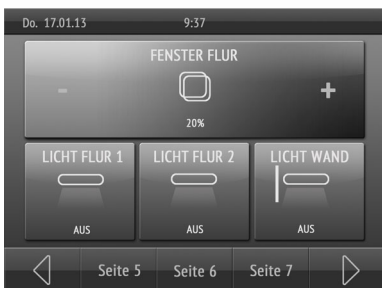 Do. 17.01.13 9:37
FENSTER FLUR
- +
20%
LICHT FLUR 1 LICHT FLUR 2 LICHT WAND
AUS AUS AUS
Seite 5 Seite 6 Seite 7